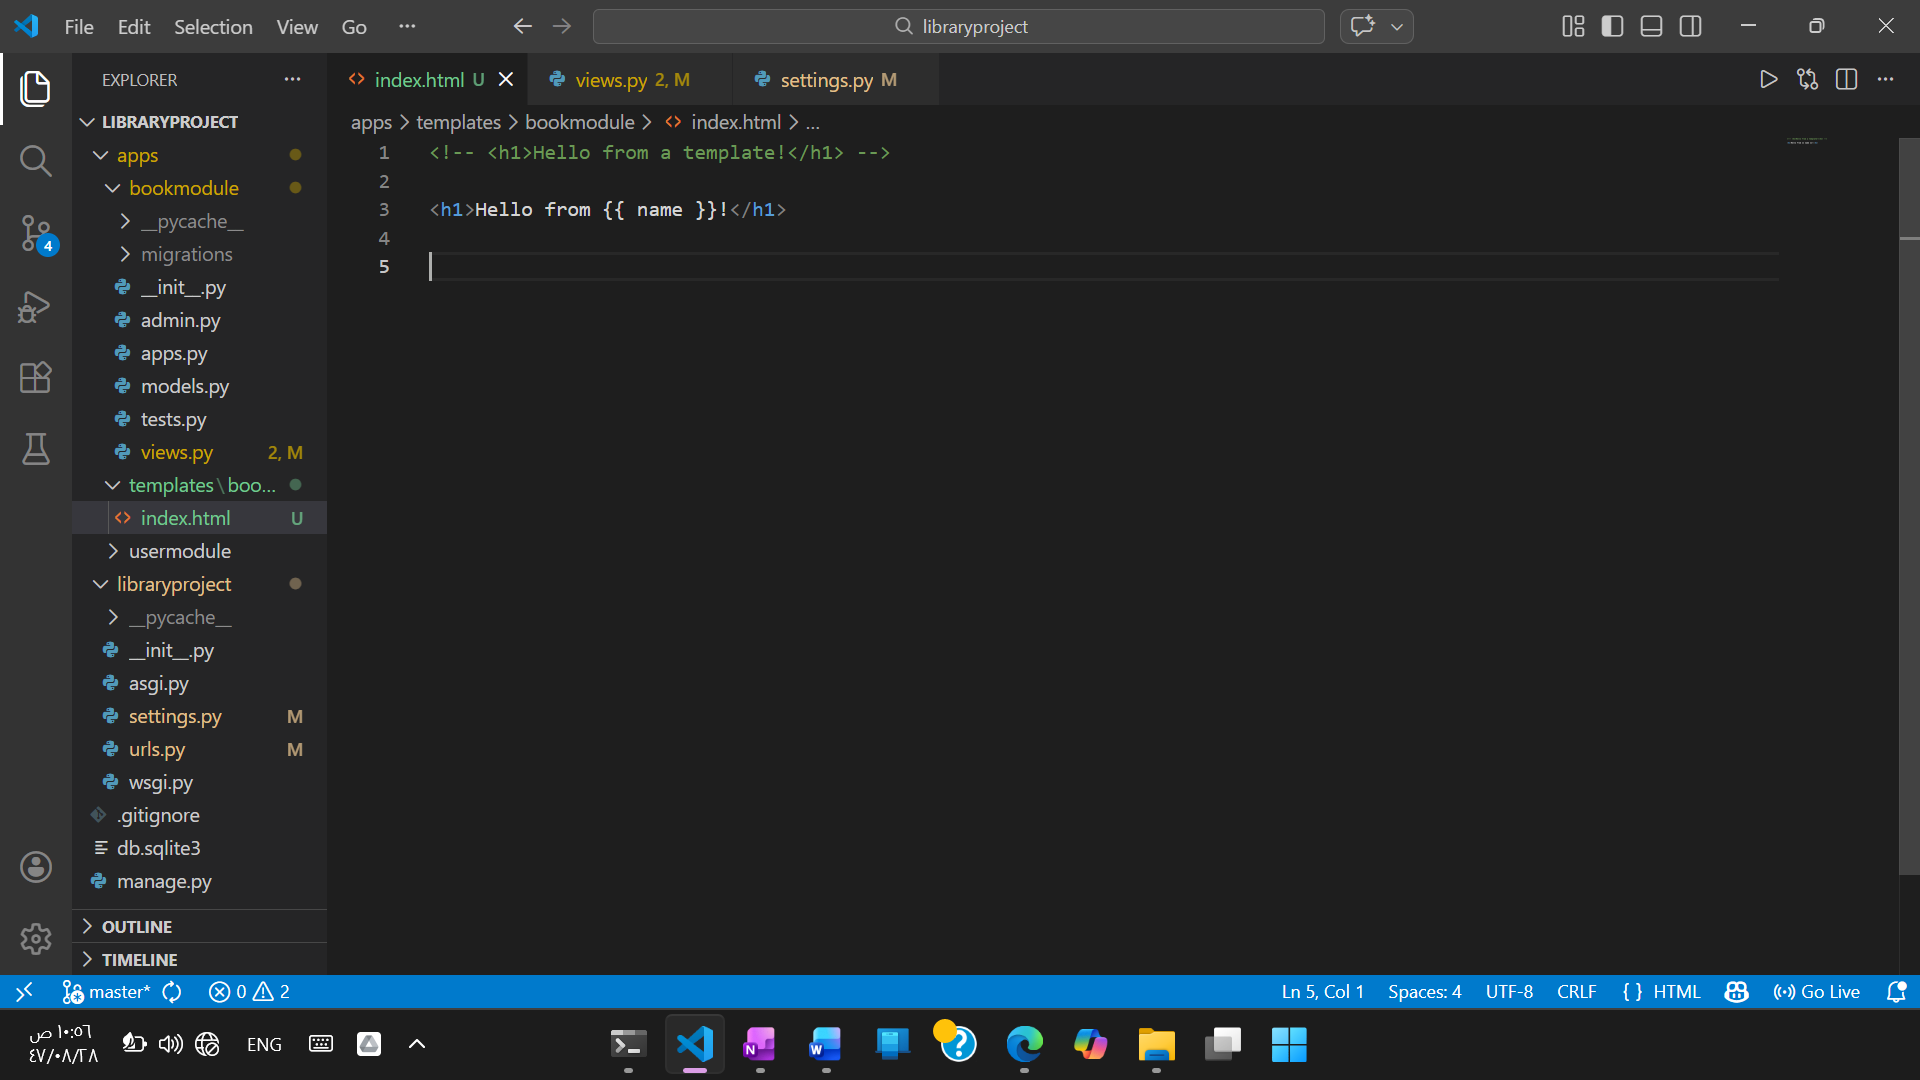 File Edit Selection View Go ···
libraryproject
EXPLORER ···
LIBRARYPROJECT
apps
bookmodule
__pycache__
migrations
__init__.py
admin.py
apps.py
models.py
tests.py
views.py 2, M
templates\boo...
index.html U
usermodule
libraryproject
__pycache__
__init__.py
asgi.py
settings.py M
urls.py M
wsgi.py
.gitignore
db.sqlite3
manage.py
OUTLINE
TIMELINE
4
index.html U
views.py 2, M
settings.py M
apps > templates > bookmodule > index.html > ...
1 <!-- <h1>Hello from a template!</h1> -->
2
3 <h1>Hello from {{ name }}!</h1>
4
5
master* 0 2
Ln 5, Col 1 Spaces: 4 UTF-8 CRLF { } HTML Go Live
١٠:٥٦ ص
٤٧/٠٨/٢٨
ENG